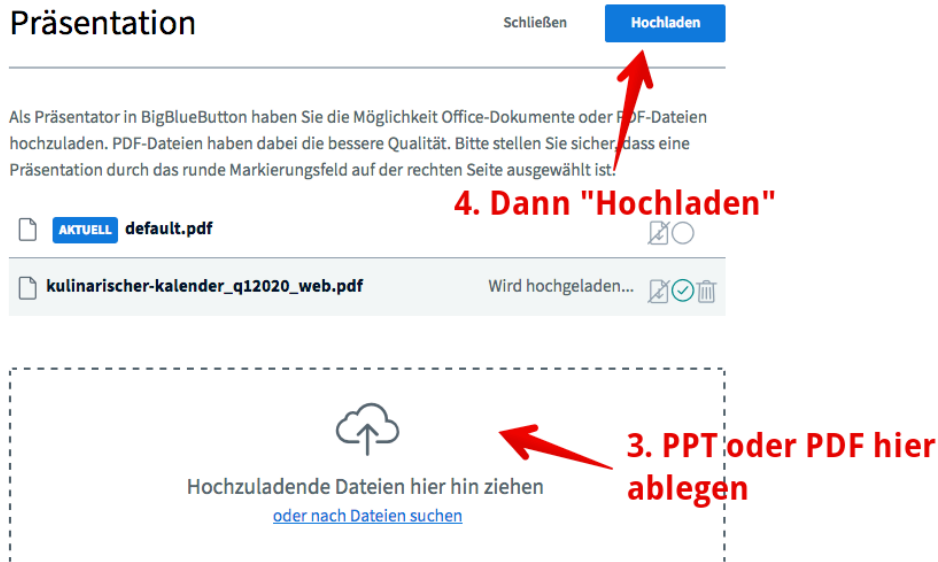 Präsentation
Schließen
Hochladen
Als Präsentator in BigBlueButton haben Sie die Möglichkeit Office-Dokumente oder PDF-Dateien
hochzuladen. PDF-Dateien haben dabei die bessere Qualität. Bitte stellen Sie sicher, dass eine
Präsentation durch das runde Markierungsfeld auf der rechten Seite ausgewählt ist.
4. Dann "Hochladen"
AKTUELL default.pdf
kulinarischer-kalender_q12020_web.pdf Wird hochgeladen...
3. PPT oder PDF hier
ablegen
Hochzuladende Dateien hier hin ziehen
oder nach Dateien suchen